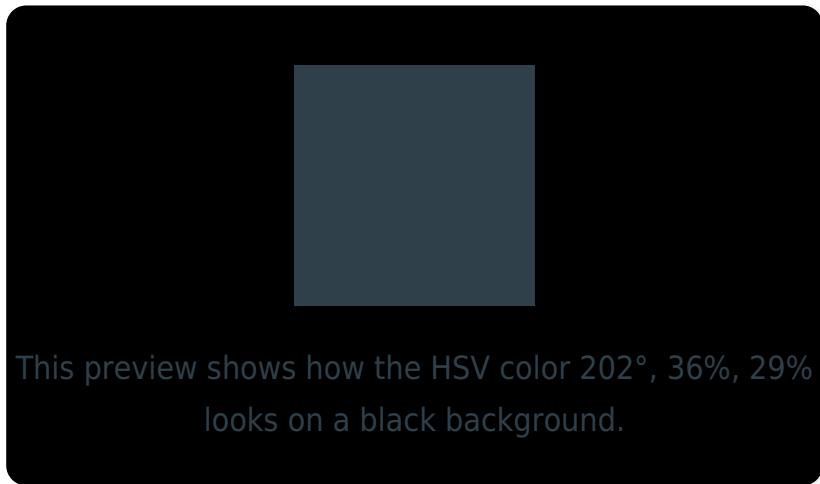 This preview shows how the HSV color 202°, 36%, 29%
looks on a black background.